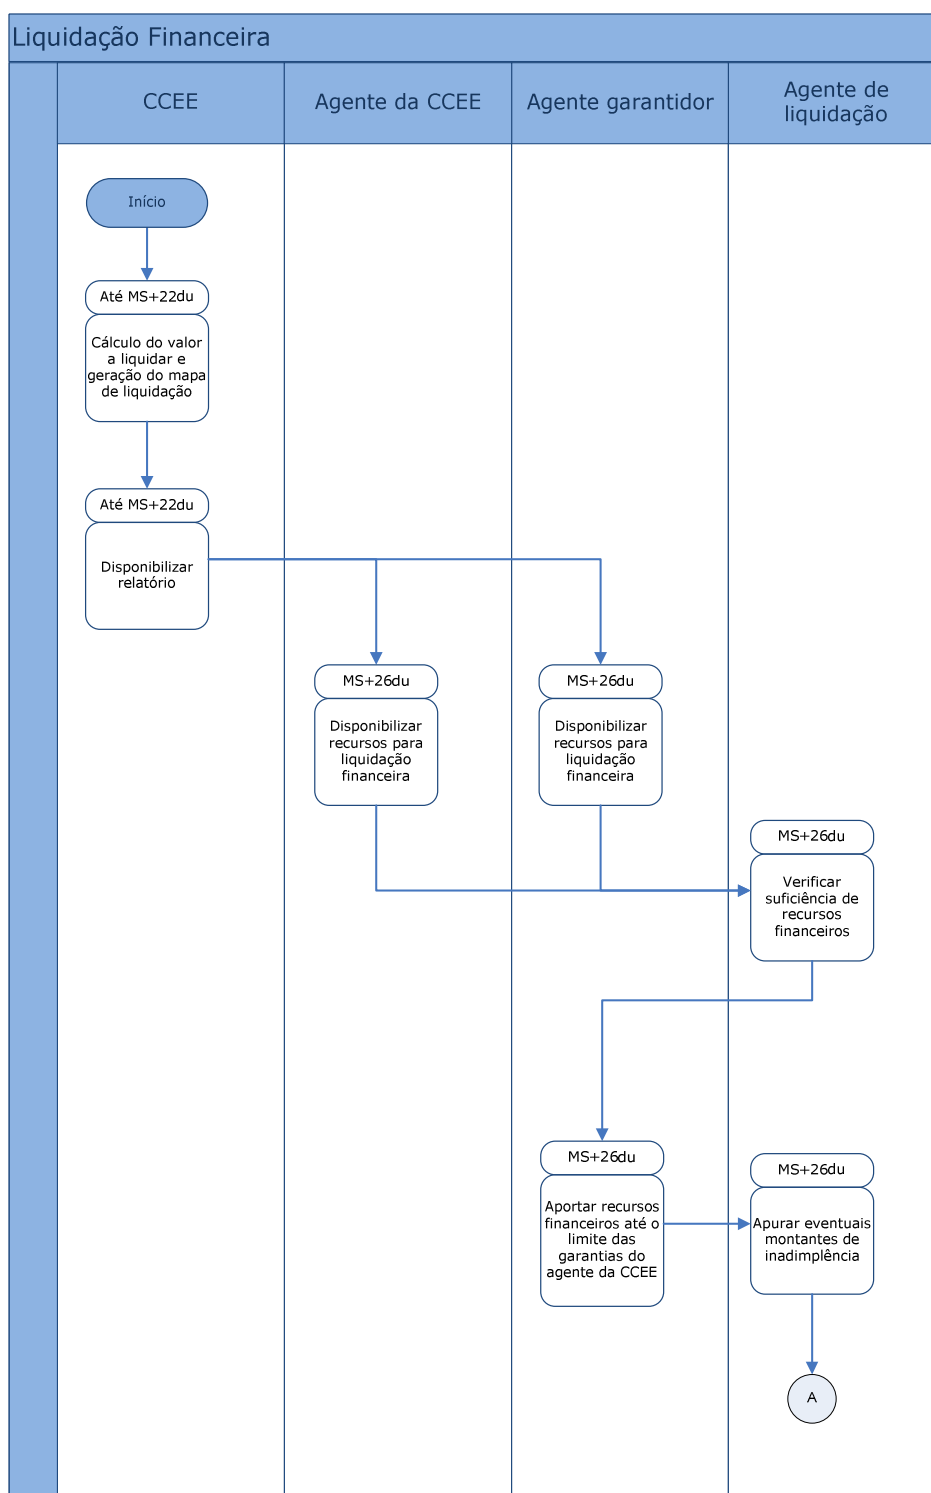 Liquidação Financeira
CCEE
Agente da CCEE
Agente garantidor
Agente de
liquidação
Início
Até MS+22du
Cálculo do valor
a liquidar e
geração do mapa
de liquidação
Até MS+22du
Disponibilizar
relatório
MS+26du
Disponibilizar
recursos para
liquidação
financeira
MS+26du
Disponibilizar
recursos para
liquidação
financeira
MS+26du
Verificar
suficiência de
recursos
financeiros
MS+26du
Aportar recursos
financeiros até o
limite das
garantias do
agente da CCEE
MS+26du
Apurar eventuais
montantes de
inadimplência
A